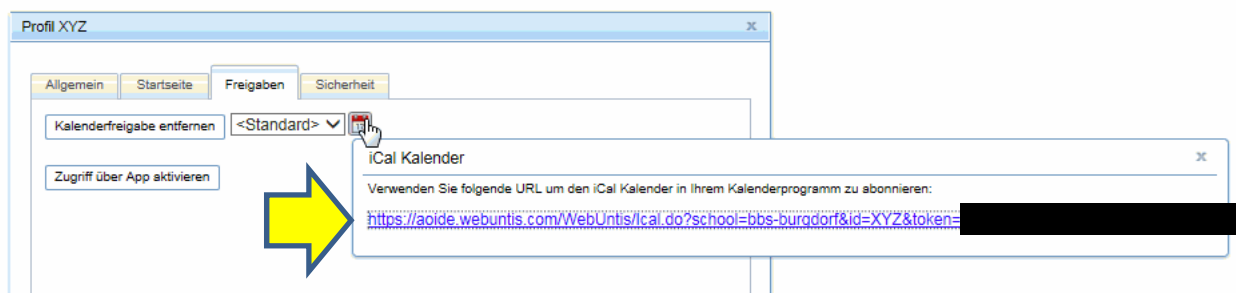 Profil XYZ
Allgemein Startseite Freigaben Sicherheit
Kalenderfreigabe entfernen <Standard>
Zugriff über App aktivieren
iCal Kalender
Verwenden Sie folgende URL um den iCal Kalender in Ihrem Kalenderprogramm zu abonnieren:
https://aoide.webuntis.com/WebUntis/Ical.do?school=bbs-burgdorf&id=XYZ&token=